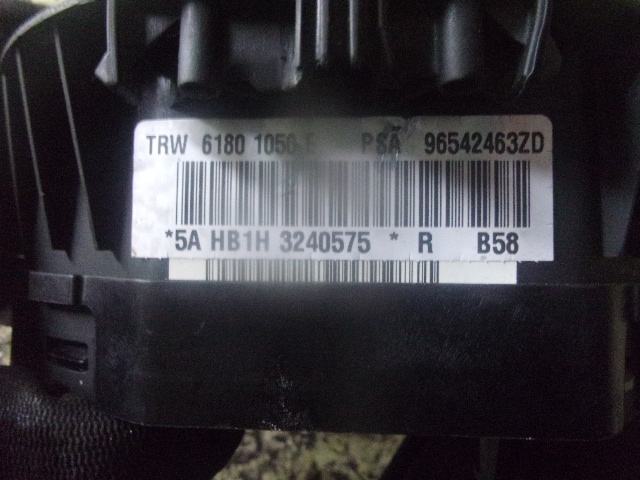 TRW 6180 1050 PSA 96542463ZD
*5A HB1H 3240575 * R B58